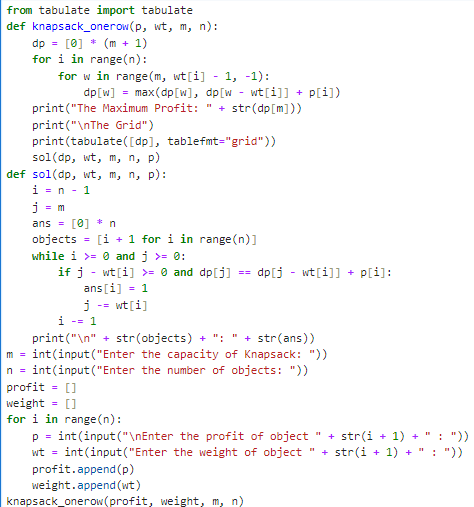 from tabulate import tabulate
def knapsack_onerow(p, wt, m, n):
    dp = [0] * (m + 1)
    for i in range(n):
        for w in range(m, wt[i] - 1, -1):
            dp[w] = max(dp[w], dp[w - wt[i]] + p[i])
    print("The Maximum Profit: " + str(dp[m]))
    print("\nThe Grid")
    print(tabulate([dp], tablefmt="grid"))
    sol(dp, wt, m, n, p)
def sol(dp, wt, m, n, p):
    i = n - 1
    j = m
    ans = [0] * n
    objects = [i + 1 for i in range(n)]
    while i >= 0 and j >= 0:
        if j - wt[i] >= 0 and dp[j] == dp[j - wt[i]] + p[i]:
            ans[i] = 1
            j -= wt[i]
        i -= 1
    print("\n" + str(objects) + ": " + str(ans))
m = int(input("Enter the capacity of Knapsack: "))
n = int(input("Enter the number of objects: "))
profit = []
weight = []
for i in range(n):
    p = int(input("\nEnter the profit of object " + str(i + 1) + " : "))
    wt = int(input("Enter the weight of object " + str(i + 1) + " : "))
    profit.append(p)
    weight.append(wt)
knapsack_onerow(profit, weight, m, n)